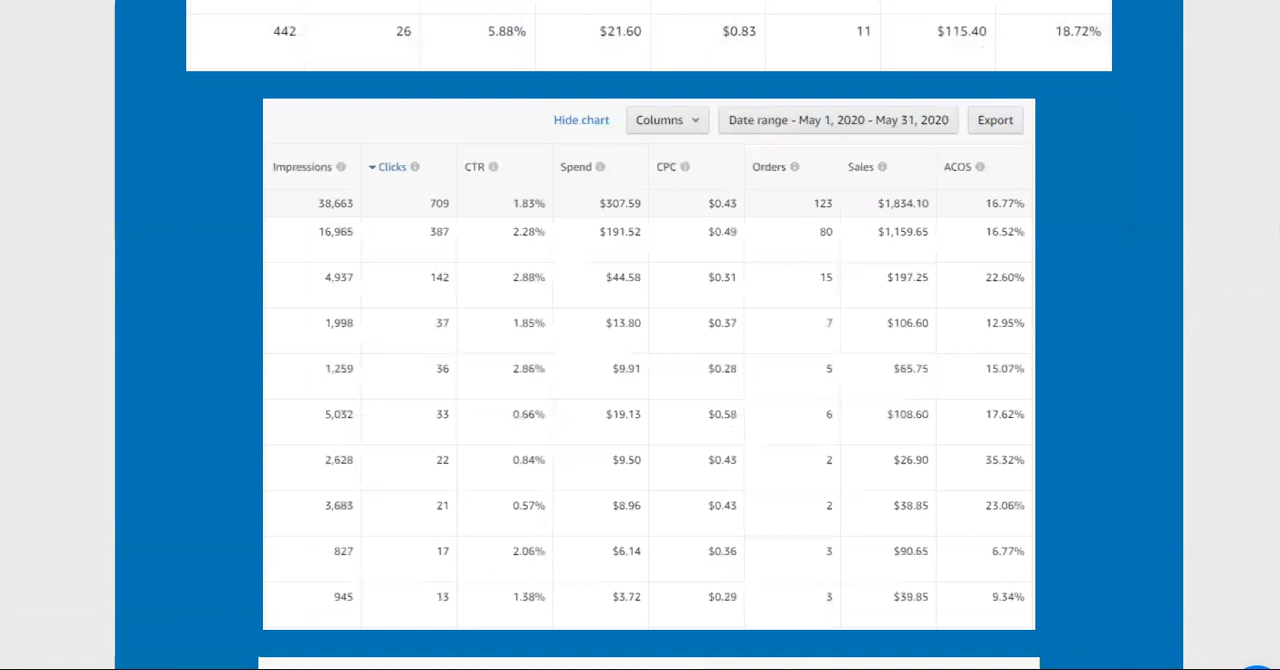 442 26 5.88% $21.60 $0.83 11 $115.40 18.72%
Hide chart Columns Date range - May 1, 2020 - May 31, 2020 Export
Impressions Clicks CTR Spend CPC Orders Sales ACOS
38,663 709 1.83% $307.59 $0.43 123 $1,834.10 16.77%
16,965 387 2.28% $191.52 $0.49 80 $1,159.65 16.52%
4,937 142 2.88% $44.58 $0.31 15 $197.25 22.60%
1,998 37 1.85% $13.80 $0.37 7 $106.60 12.95%
1,259 36 2.86% $9.91 $0.28 5 $65.75 15.07%
5,032 33 0.66% $19.13 $0.58 6 $108.60 17.62%
2,628 22 0.84% $9.50 $0.43 2 $26.90 35.32%
3,683 21 0.57% $8.96 $0.43 2 $38.85 23.06%
827 17 2.06% $6.14 $0.36 3 $90.65 6.77%
945 13 1.38% $3.72 $0.29 3 $39.85 9.34%